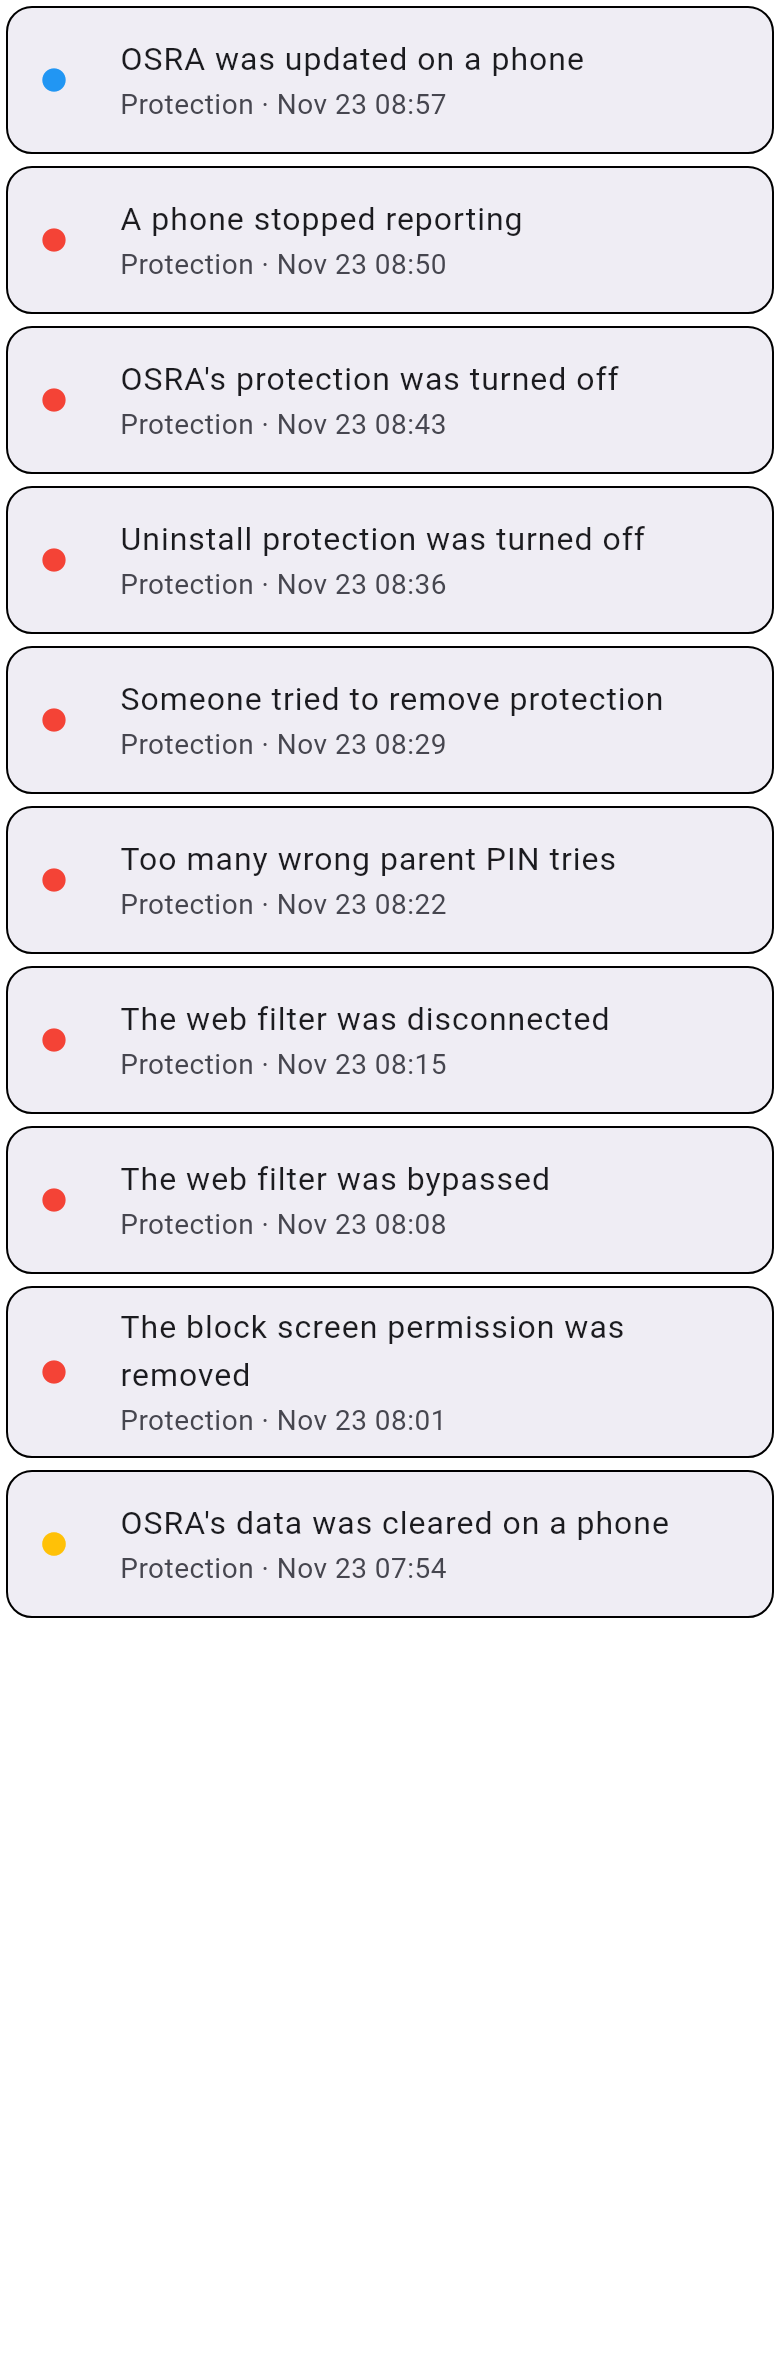 OSRA was updated on a phone
Protection · Nov 23 08:57
A phone stopped reporting
Protection · Nov 23 08:50
OSRA's protection was turned off
Protection · Nov 23 08:43
Uninstall protection was turned off
Protection · Nov 23 08:36
Someone tried to remove protection
Protection · Nov 23 08:29
Too many wrong parent PIN tries
Protection · Nov 23 08:22
The web filter was disconnected
Protection · Nov 23 08:15
The web filter was bypassed
Protection · Nov 23 08:08
The block screen permission was
removed
Protection · Nov 23 08:01
OSRA's data was cleared on a phone
Protection · Nov 23 07:54